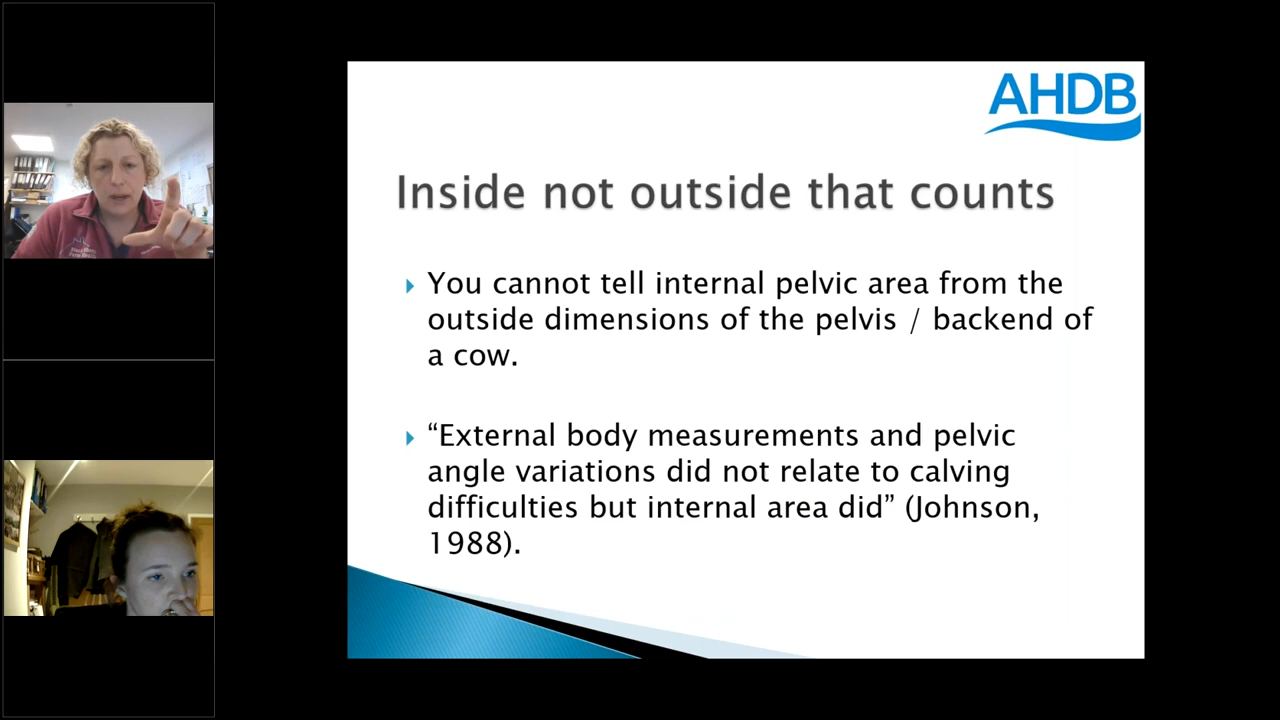 AHDB
Inside not outside that counts
You cannot tell internal pelvic area from the
outside dimensions of the pelvis / backend of
a cow.
“External body measurements and pelvic
angle variations did not relate to calving
difficulties but internal area did” (Johnson,
1988).